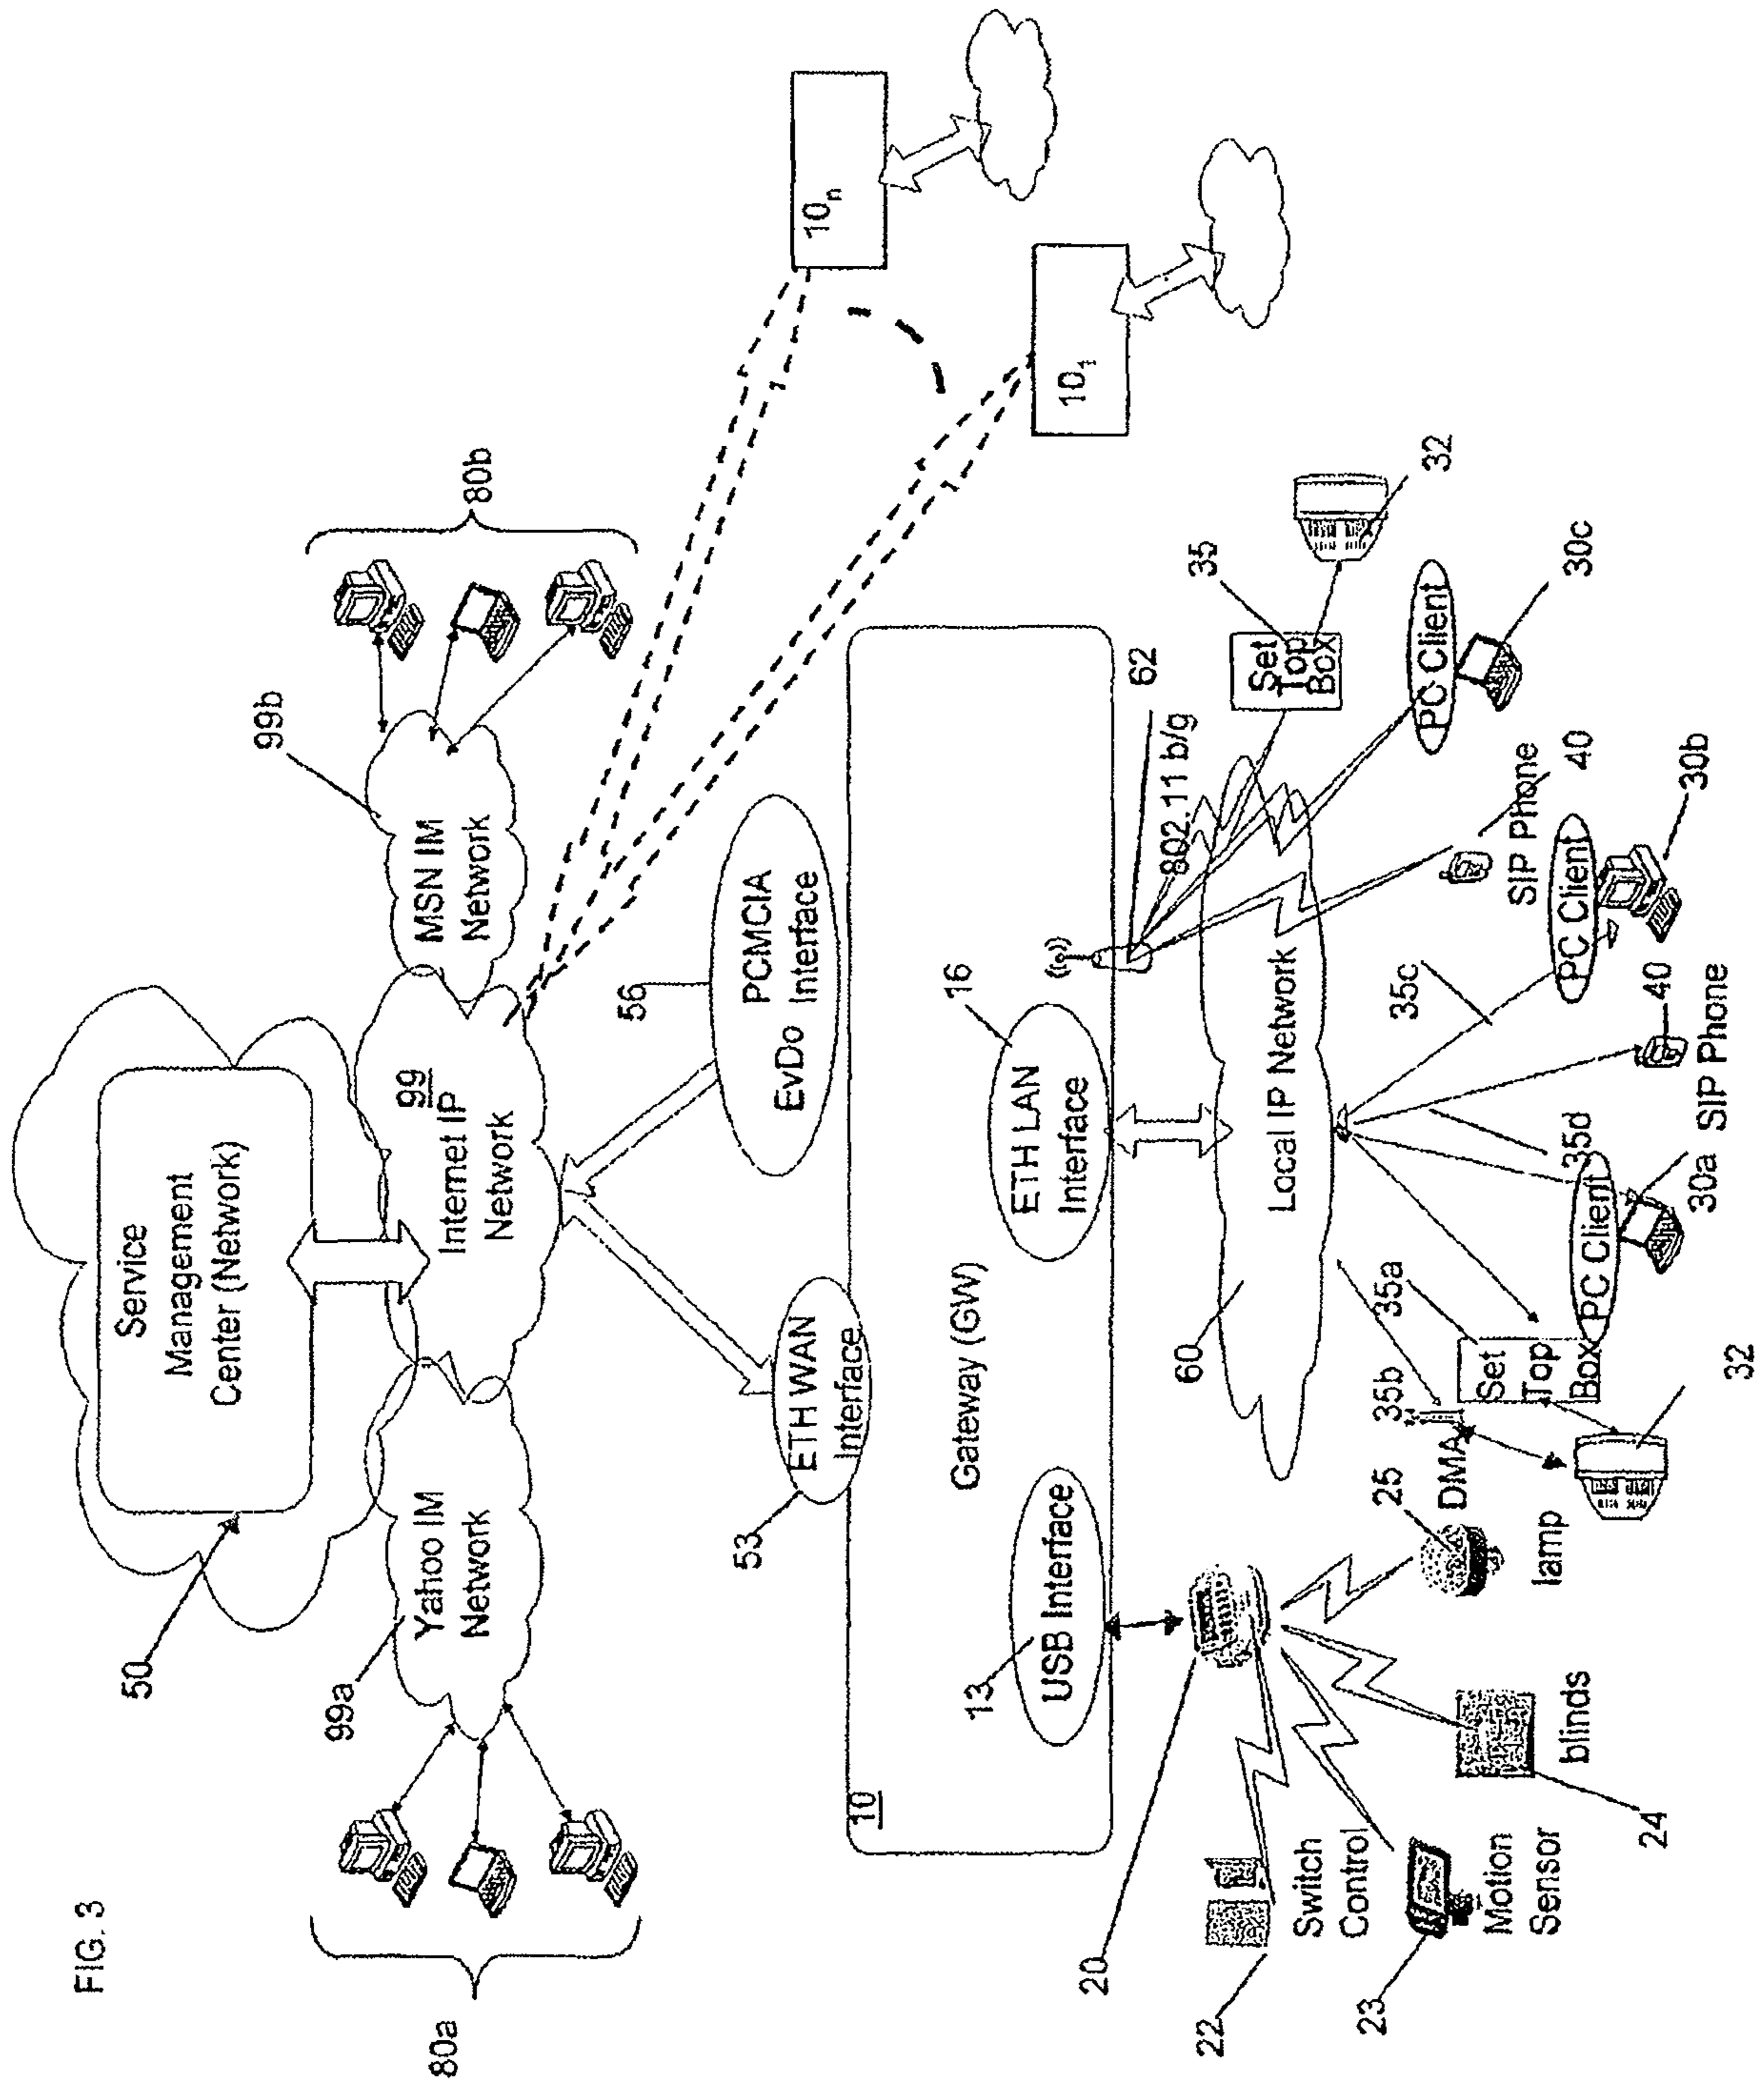 FIG. 3
50
Service
Management
Center (Network)
80a
99a
Yahoo IM
Network
99
Internet IP
Network
99b
MSN IM
Network
80b
53
ETH WAN
Interface
56
PCMCIA
EvDo Interface
10
Gateway (GW)
13
USB Interface
16
ETH LAN
Interface
10n
101
62
802.11 b/g
60
Local IP Network
20
22
Switch
Control
23
Motion
Sensor
24
blinds
25
lamp
DMA
35b
35a
Set
Top
Box
32
PC Client
30a
35d
SIP Phone
40
35c
PC Client
30b
SIP Phone
40
PC Client
30c
35
Set
Top
Box
32